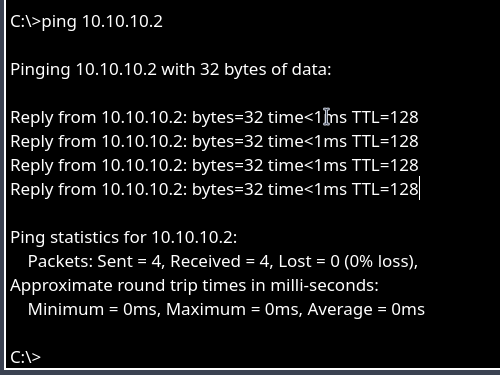 C:\>ping 10.10.10.2
Pinging 10.10.10.2 with 32 bytes of data:
Reply from 10.10.10.2: bytes=32 time<1ms TTL=128
Reply from 10.10.10.2: bytes=32 time<1ms TTL=128
Reply from 10.10.10.2: bytes=32 time<1ms TTL=128
Reply from 10.10.10.2: bytes=32 time<1ms TTL=128
Ping statistics for 10.10.10.2:
Packets: Sent = 4, Received = 4, Lost = 0 (0% loss),
Approximate round trip times in milli-seconds:
Minimum = 0ms, Maximum = 0ms, Average = 0ms
C:\>